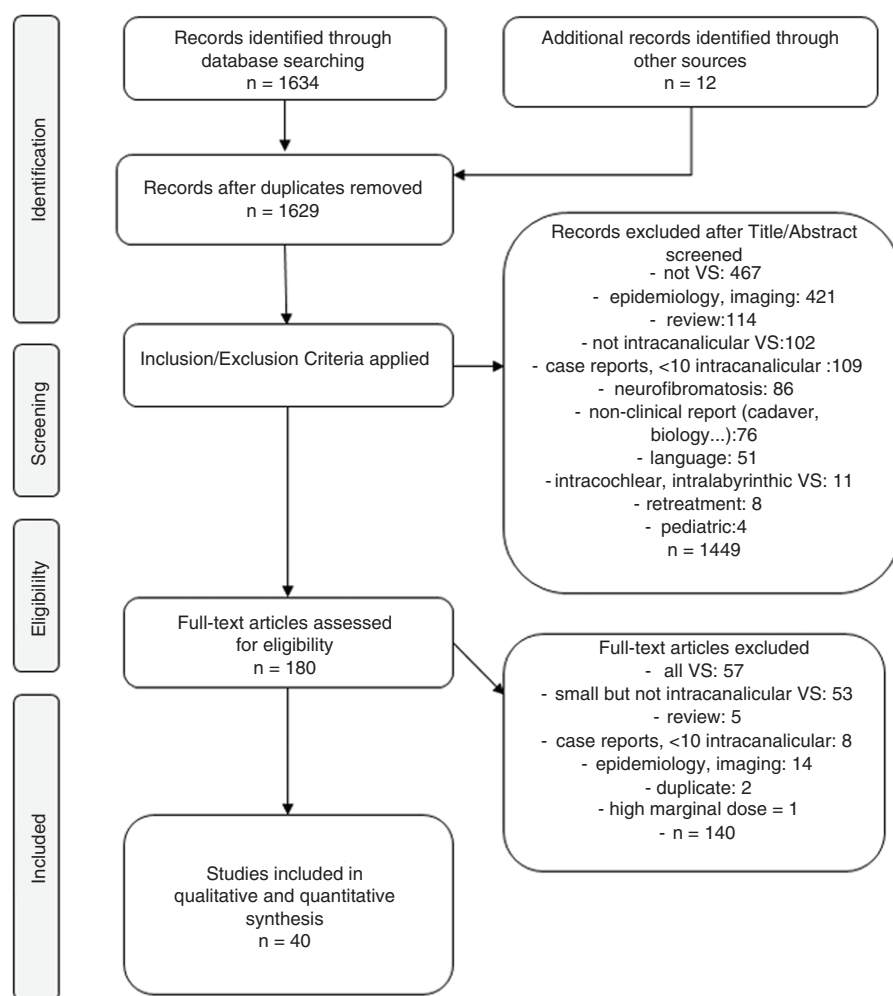 Identification
Records identified through
database searching
n = 1634
Additional records identified through
other sources
n = 12
Records after duplicates removed
n = 1629
Inclusion/Exclusion Criteria applied
Records excluded after Title/Abstract
screened
- not VS: 467
- epidemiology, imaging: 421
- review:114
- not intracanalicular VS:102
- case reports, <10 intracanalicular :109
- neurofibromatosis: 86
- non-clinical report (cadaver,
biology...):76
- language: 51
- intracochlear, intralabyrinthic VS: 11
- retreatment: 8
- pediatric:4
n = 1449
Screening
Eligibility
Full-text articles assessed
for eligibility
n = 180
Full-text articles excluded
- all VS: 57
- small but not intracanalicular VS: 53
- review: 5
- case reports, <10 intracanalicular: 8
- epidemiology, imaging: 14
- duplicate: 2
- high marginal dose = 1
- n = 140
Included
Studies included in
qualitative and quantitative
synthesis
n = 40